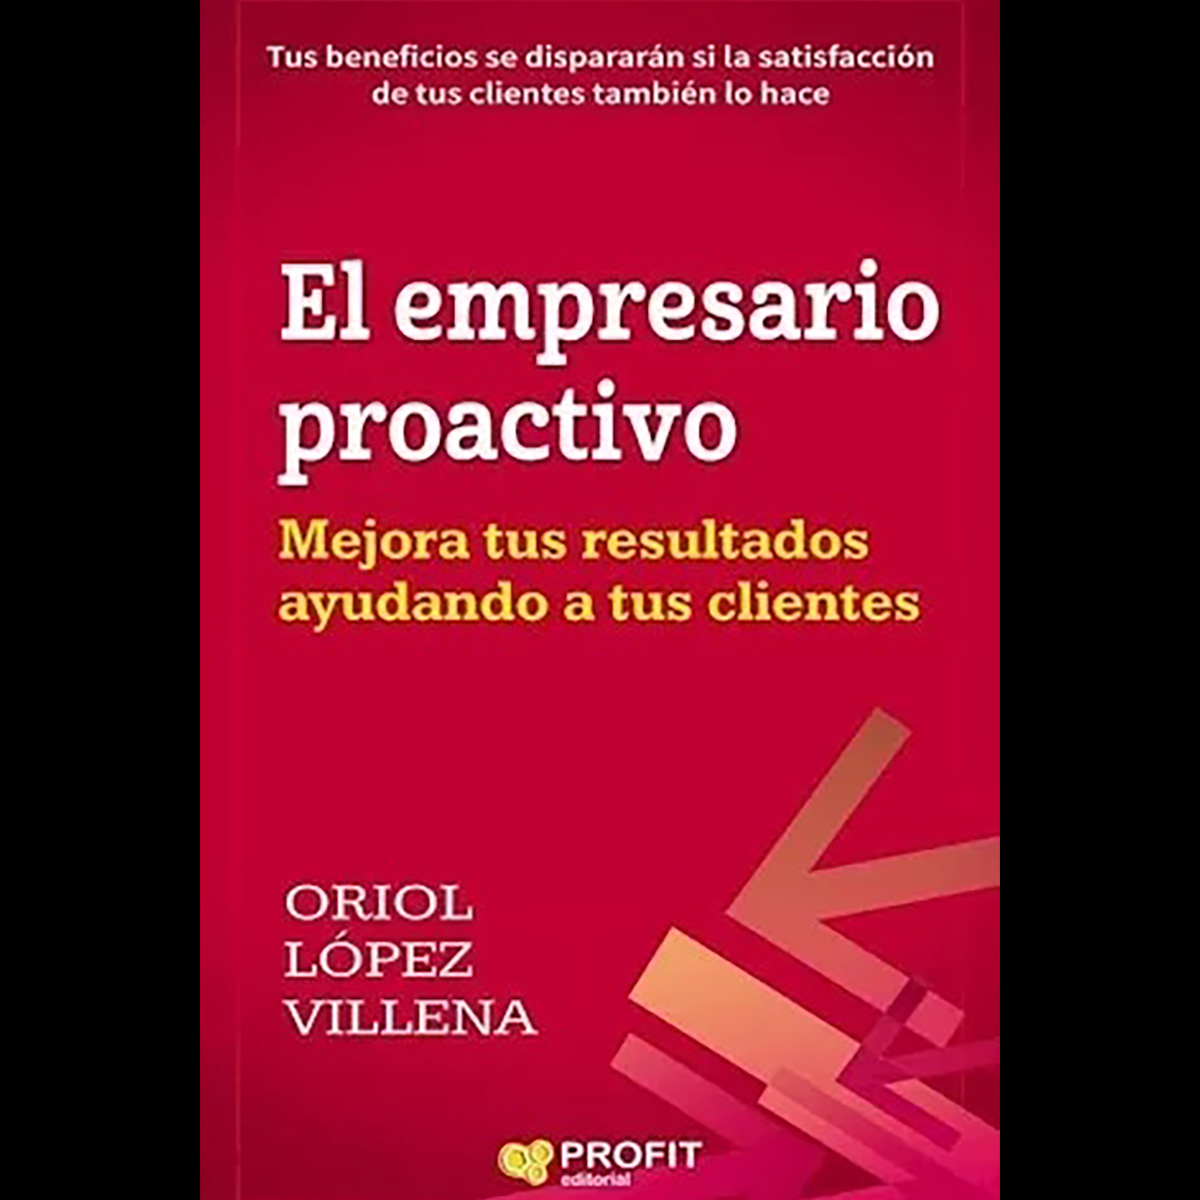 Tus beneficios se dispararán si la satisfacción
de tus clientes también lo hace
El empresario
proactivo
Mejora tus resultados
ayudando a tus clientes
ORIOL
LÓPEZ
VILLENA
PROFIT
editorial